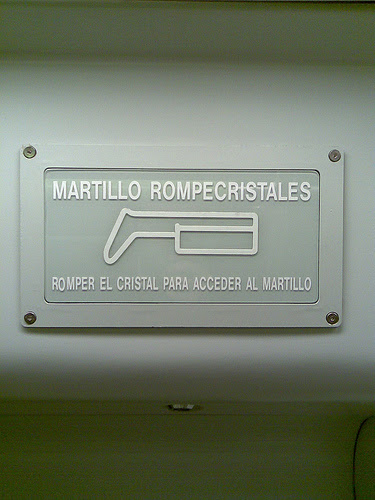 MARTILLO ROMPECRISTALES
ROMPER EL CRISTAL PARA ACCEDER AL MARTILLO